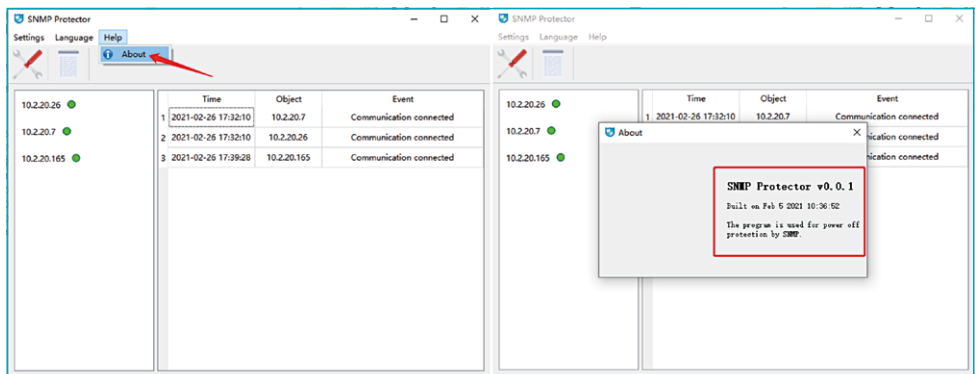 SNMP Protector
Settings Language Help
About
10.2.20.26
10.2.20.7
10.2.20.165
Time Object Event
1 2021-02-26 17:32:10 10.2.20.7 Communication connected
2 2021-02-26 17:32:10 10.2.20.26 Communication connected
3 2021-02-26 17:39:28 10.2.20.165 Communication connected
SNMP Protector
Settings Language Help
10.2.20.26
10.2.20.7
10.2.20.165
Time Object Event
1 2021-02-26 17:32:10 10.2.20.7 Communication connected
nication connected
nication connected
About
SNMP Protector v0.0.1
Built on Feb 5 2021 10:36:52
The program is used for power off
protection by SNMP.